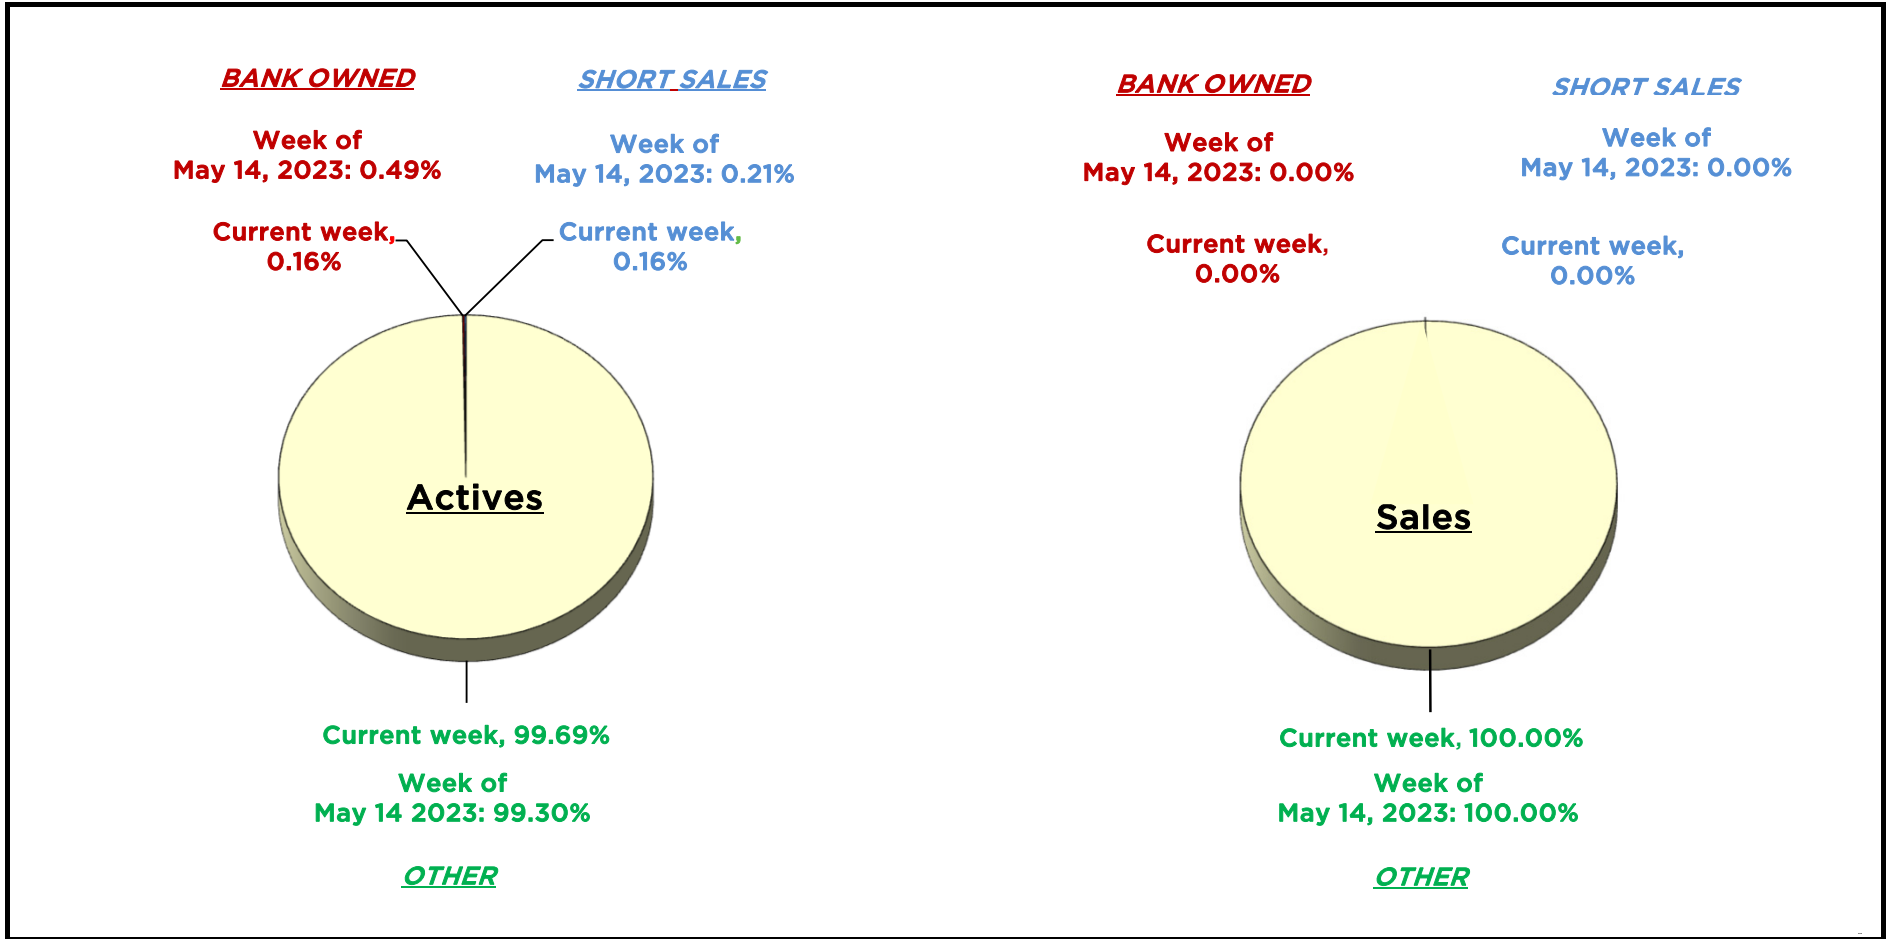 BANK OWNED
Week of
May 14, 2023: 0.49%
Current week,
0.16%
SHORT SALES
Week of
May 14, 2023: 0.21%
Current week,
0.16%
Actives
Current week, 99.69%
Week of
May 14 2023: 99.30%
OTHER
BANK OWNED
Week of
May 14, 2023: 0.00%
Current week,
0.00%
SHORT SALES
Week of
May 14, 2023: 0.00%
Current week,
0.00%
Sales
Current week, 100.00%
Week of
May 14, 2023: 100.00%
OTHER